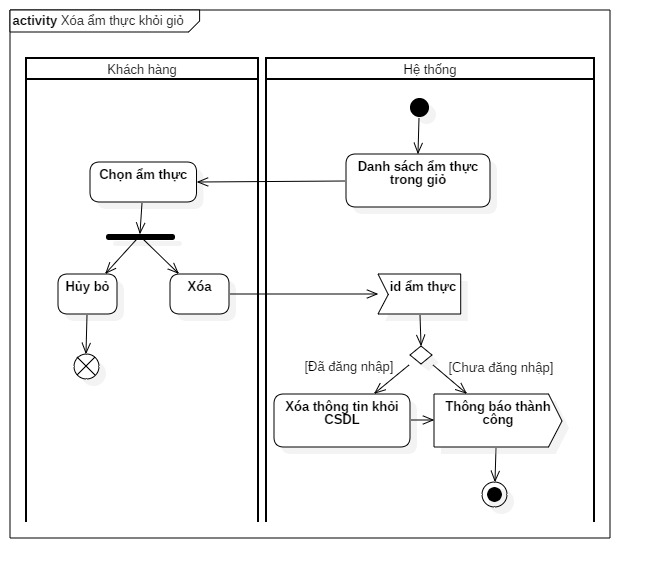 activity Xóa ẩm thực khỏi giỏ
Khách hàng
Hệ thống
Danh sách ẩm thực
trong giỏ
Chọn ẩm thực
Hủy bỏ
Xóa
id ẩm thực
[Đã đăng nhập]
[Chưa đăng nhập]
Xóa thông tin khỏi
CSDL
Thông báo thành
công